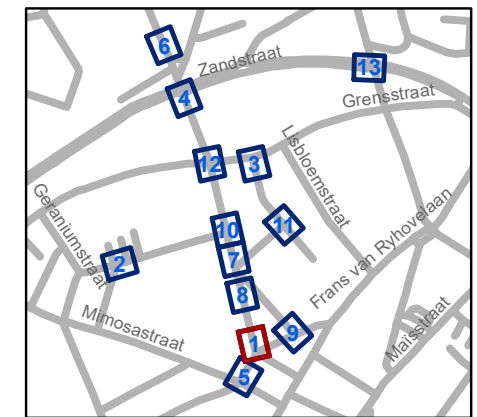 6
Zandstraat
13
4
Grensstraat
Lisbloemstraat
12
3
Geraniumstraat
10
11
7
2
Frans van Ryhovelaan
8
Mimosastraat
9
1
Maïsstraat
5